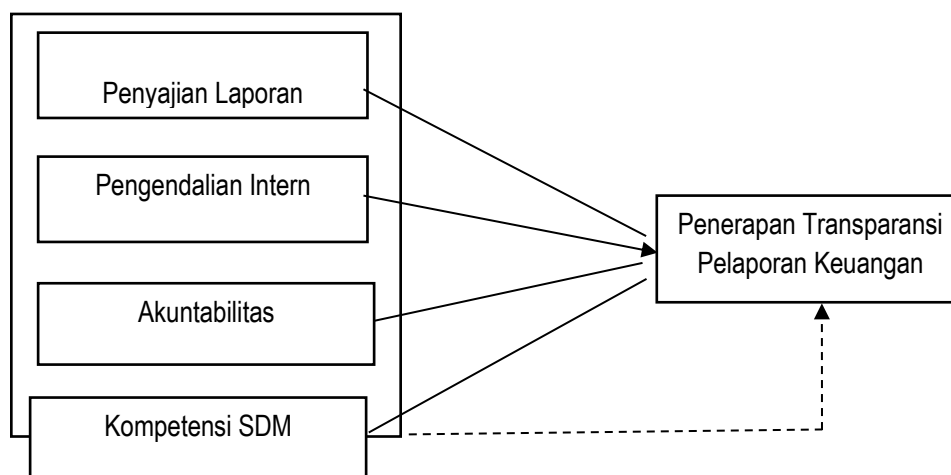 Penyajian Laporan
Pengendalian Intern
Akuntabilitas
Kompetensi SDM
Penerapan Transparansi
Pelaporan Keuangan